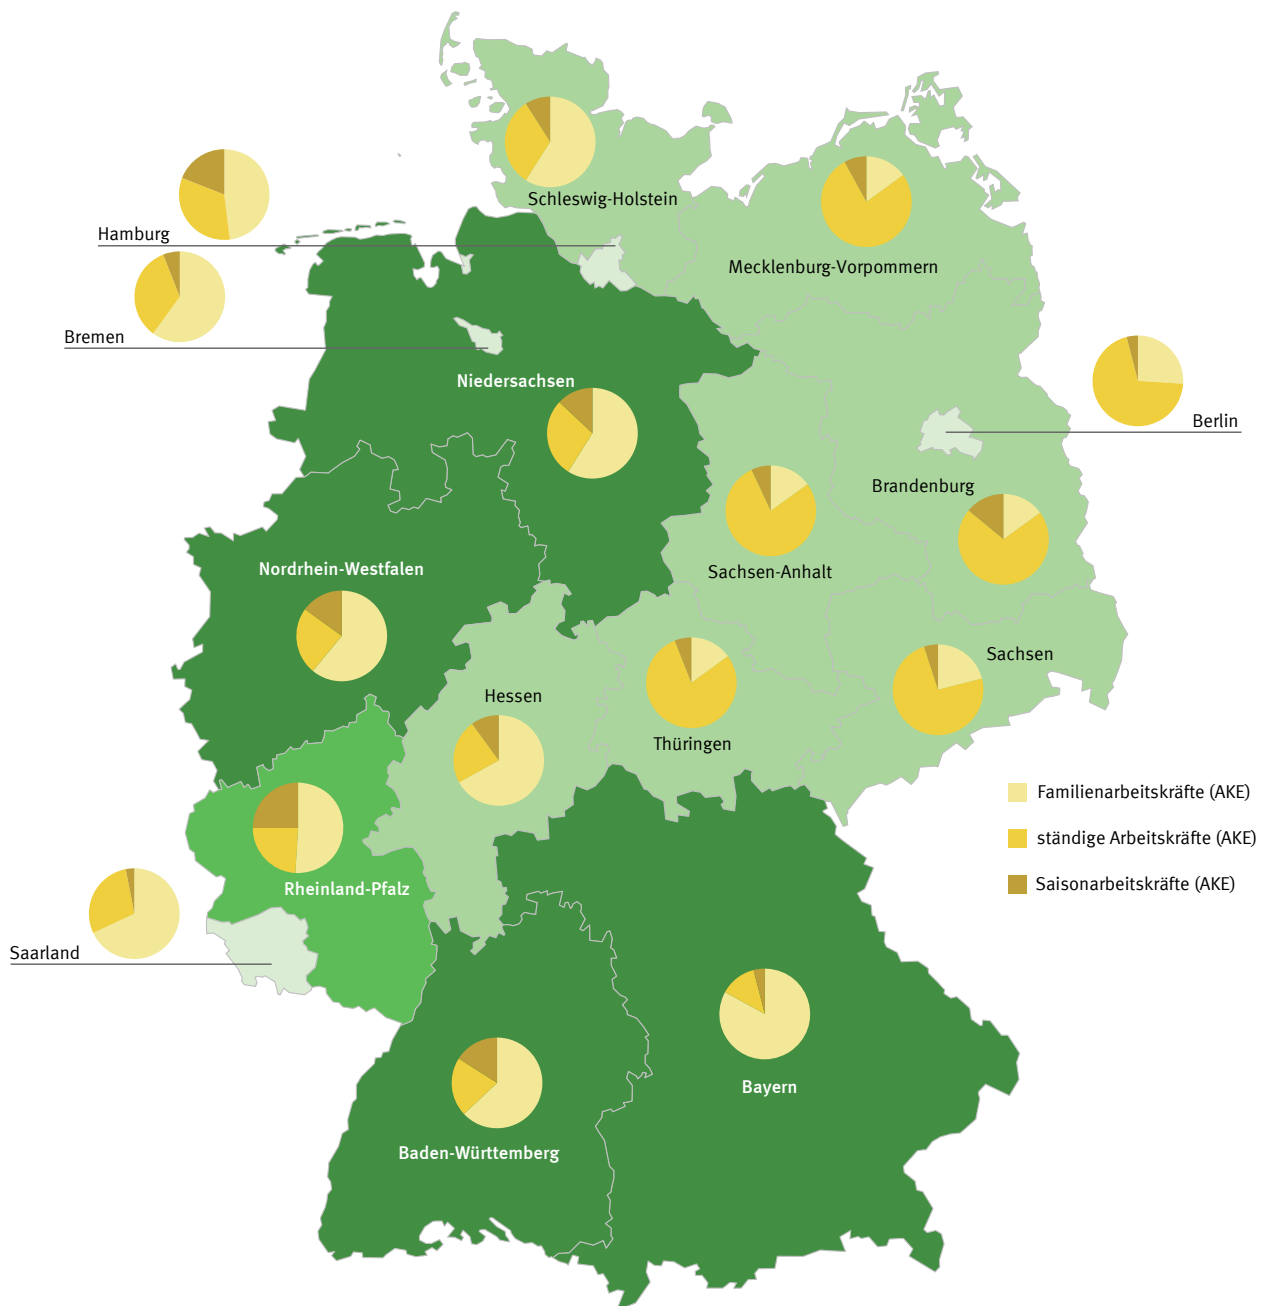 Schleswig-Holstein
Hamburg
Mecklenburg-Vorpommern
Bremen
Niedersachsen
Berlin
Brandenburg
Nordrhein-Westfalen
Sachsen-Anhalt
Sachsen
Hessen
Thüringen
Familienarbeitskräfte (AKE)
ständige Arbeitskräfte (AKE)
Saisonarbeitskräfte (AKE)
Rheinland-Pfalz
Saarland
Bayern
Baden-Württemberg